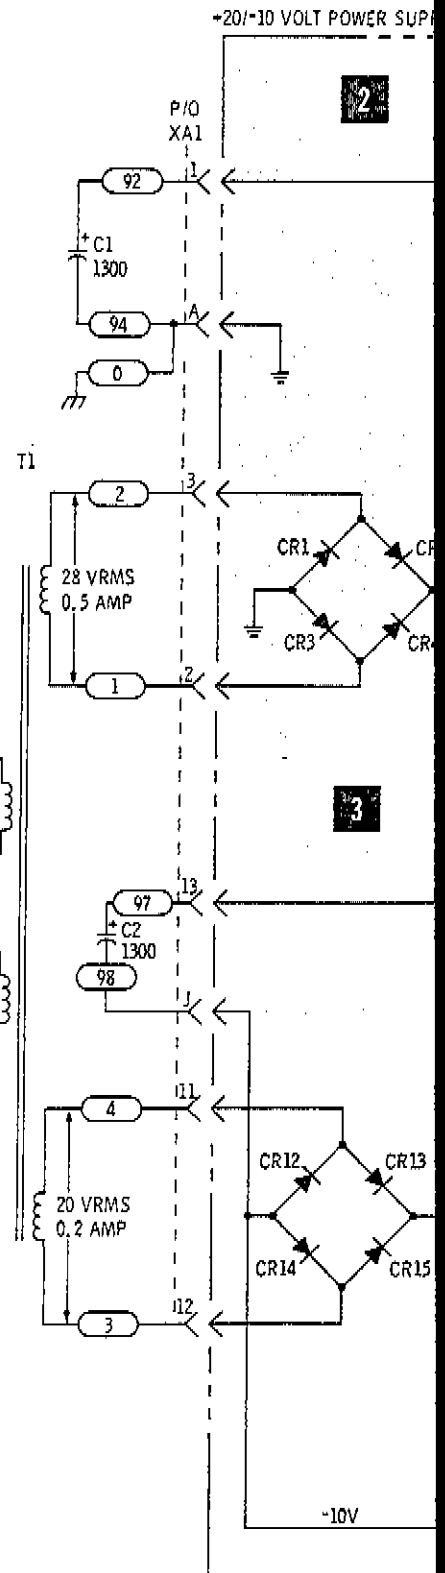 +20/-10 VOLT POWER
2
P/O
XA1
1
92
+
C1
1300
94
A
0
T1
2
3
28 VRMS
0.5 AMP
CR1
CR3
1
2
3
13
97
+
C2
1300
98
J
11
4
CR12
CR13
20 VRMS
0.2 AMP
CR14
CR15
12
3
-10V